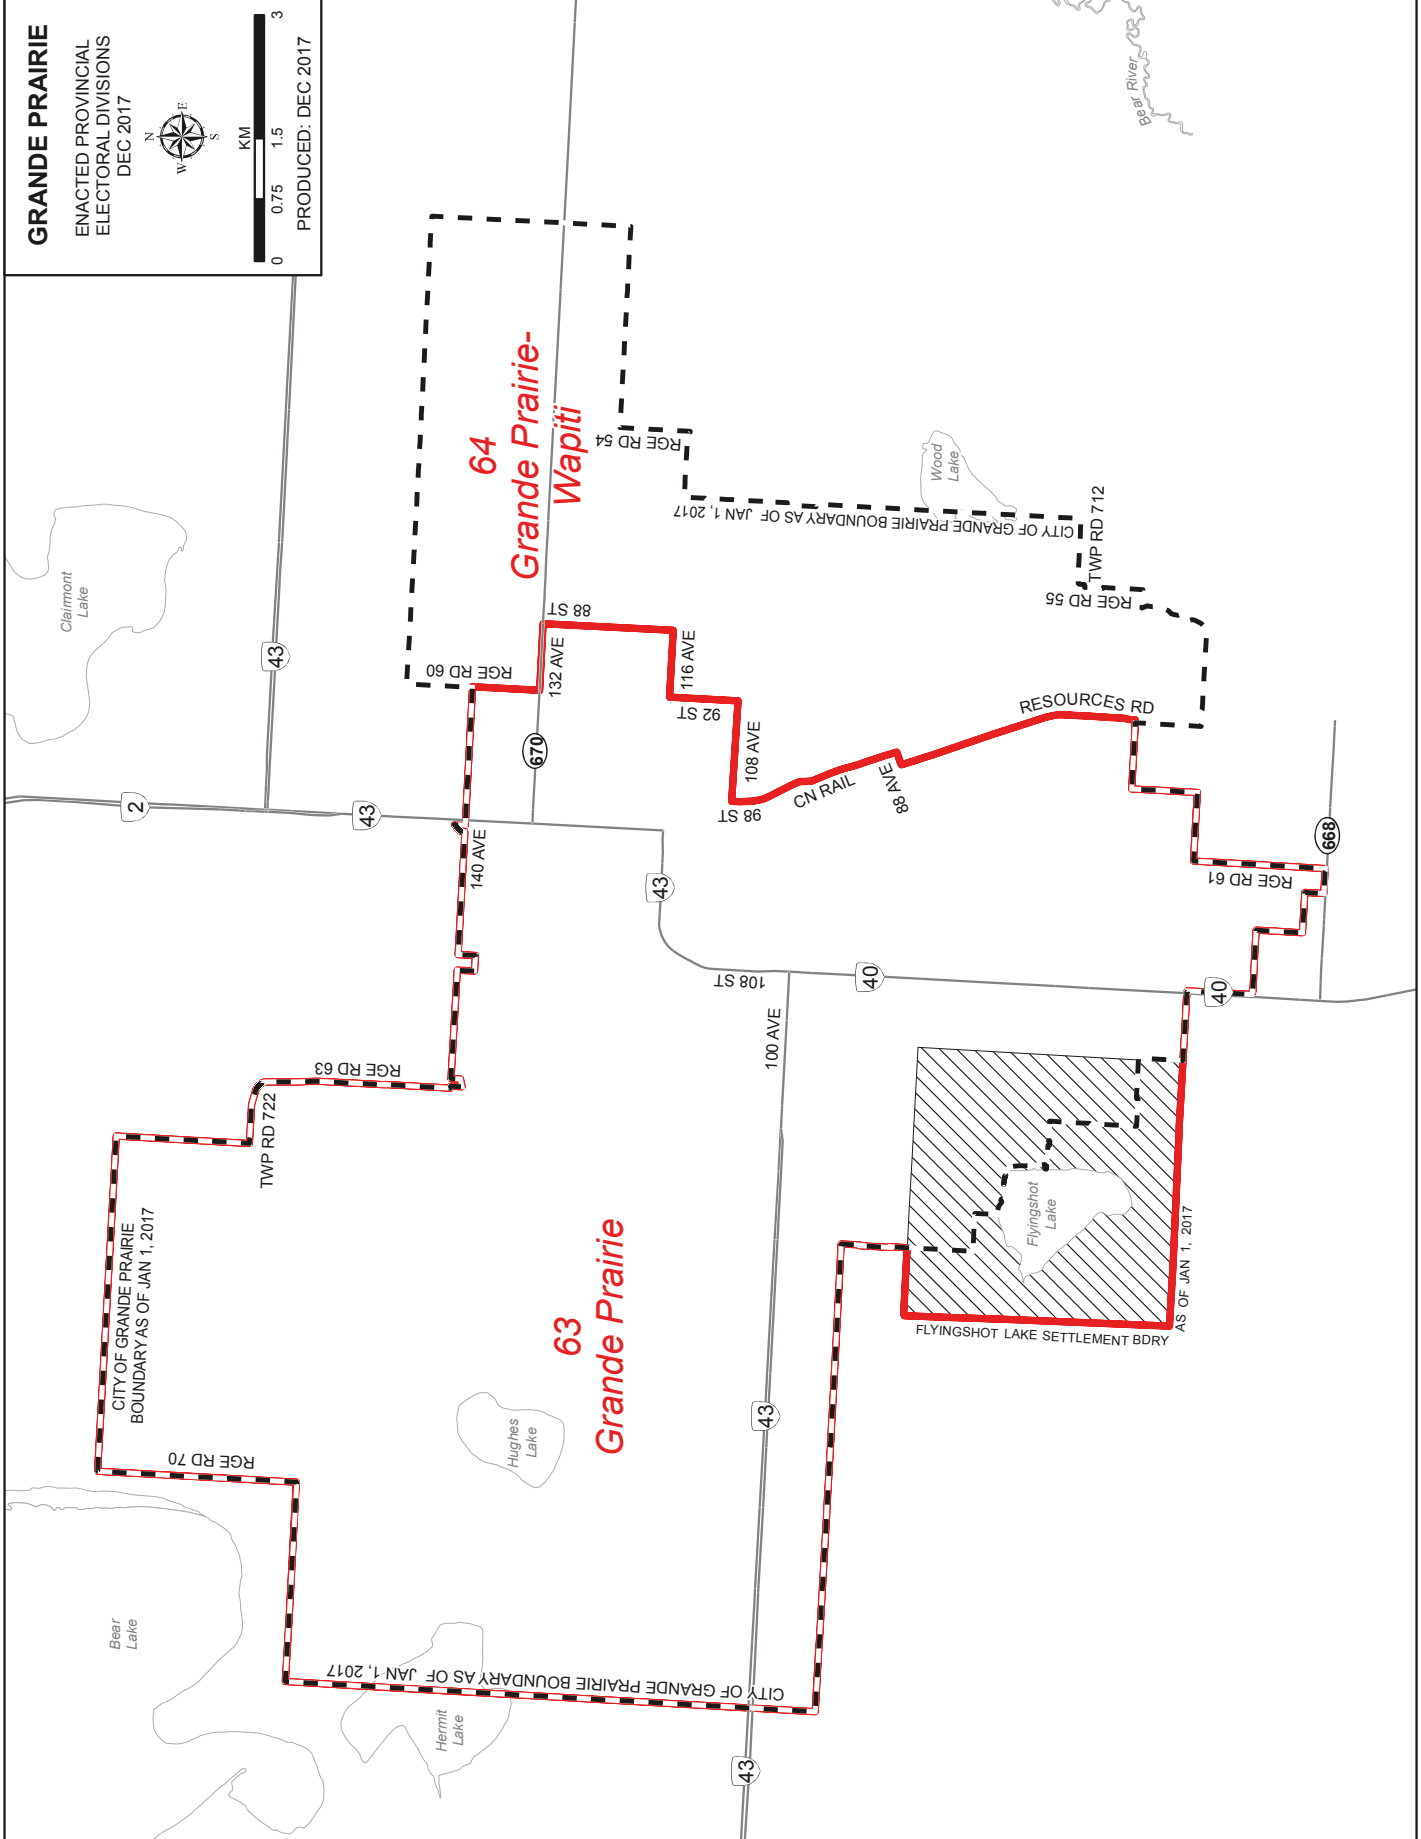 GRANDE PRAIRIE
ENACTED PROVINCIAL
ELECTORAL DIVISIONS
DEC 2017
N
W
E
S
KM
0
0.75
1.5
3
PRODUCED: DEC 2017
Bear
Lake
Clairmont
Lake
CITY OF GRANDE PRAIRIE
BOUNDARY AS OF JAN 1, 2017
RGE RD 70
TWP RD 722
RGE RD 63
2
43
43
Hermit
Lake
Hughes
Lake
140 AVE
RGE RD 60
670
132 AVE
88 ST
64
Grande Prairie-
Wapiti
RGE RD 54
63
Grande Prairie
43
116 AVE
92 ST
108 AVE
98 ST
108 ST
100 AVE
CN RAIL
88 AVE
CITY OF GRANDE PRAIRIE BOUNDARY AS OF JAN 1, 2017
CITY OF GRANDE PRAIRIE BOUNDARY AS OF JAN 1, 2017
43
43
40
Wood
Lake
Bear River
RESOURCES RD
TWP RD 712
RGE RD 55
Flyingshot
Lake
FLYINGSHOT LAKE SETTLEMENT BDRY
AS OF JAN 1, 2017
40
RGE RD 61
668